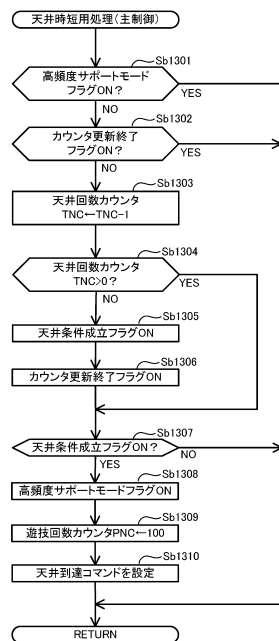 天井時短用処理(主制御)
Sb1301
高頻度サポートモード
フラグON?
YES
NO
Sb1302
カウンタ更新終了
フラグON?
YES
NO
Sb1303
天井回数カウンタ
TNC←TNC-1
Sb1304
天井回数カウンタ
TNC>0?
YES
NO
Sb1305
天井条件成立フラグON
Sb1306
カウンタ更新終了フラグON
Sb1307
天井条件成立フラグON?
NO
YES
Sb1308
高頻度サポートモードフラグON
Sb1309
遊技回数カウンタPNC←100
Sb1310
天井到達コマンドを設定
RETURN